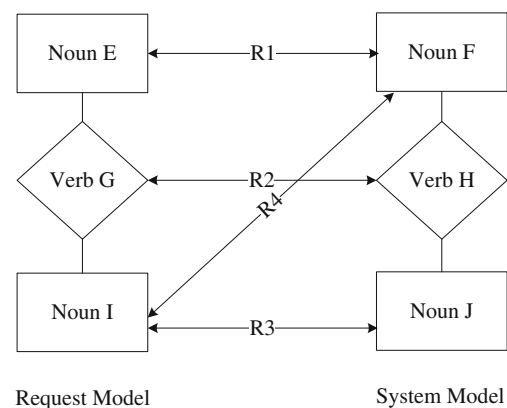 Noun E
R1
Noun F
Verb G
R2
Verb H
R4
Noun I
R3
Noun J
Request Model
System Model